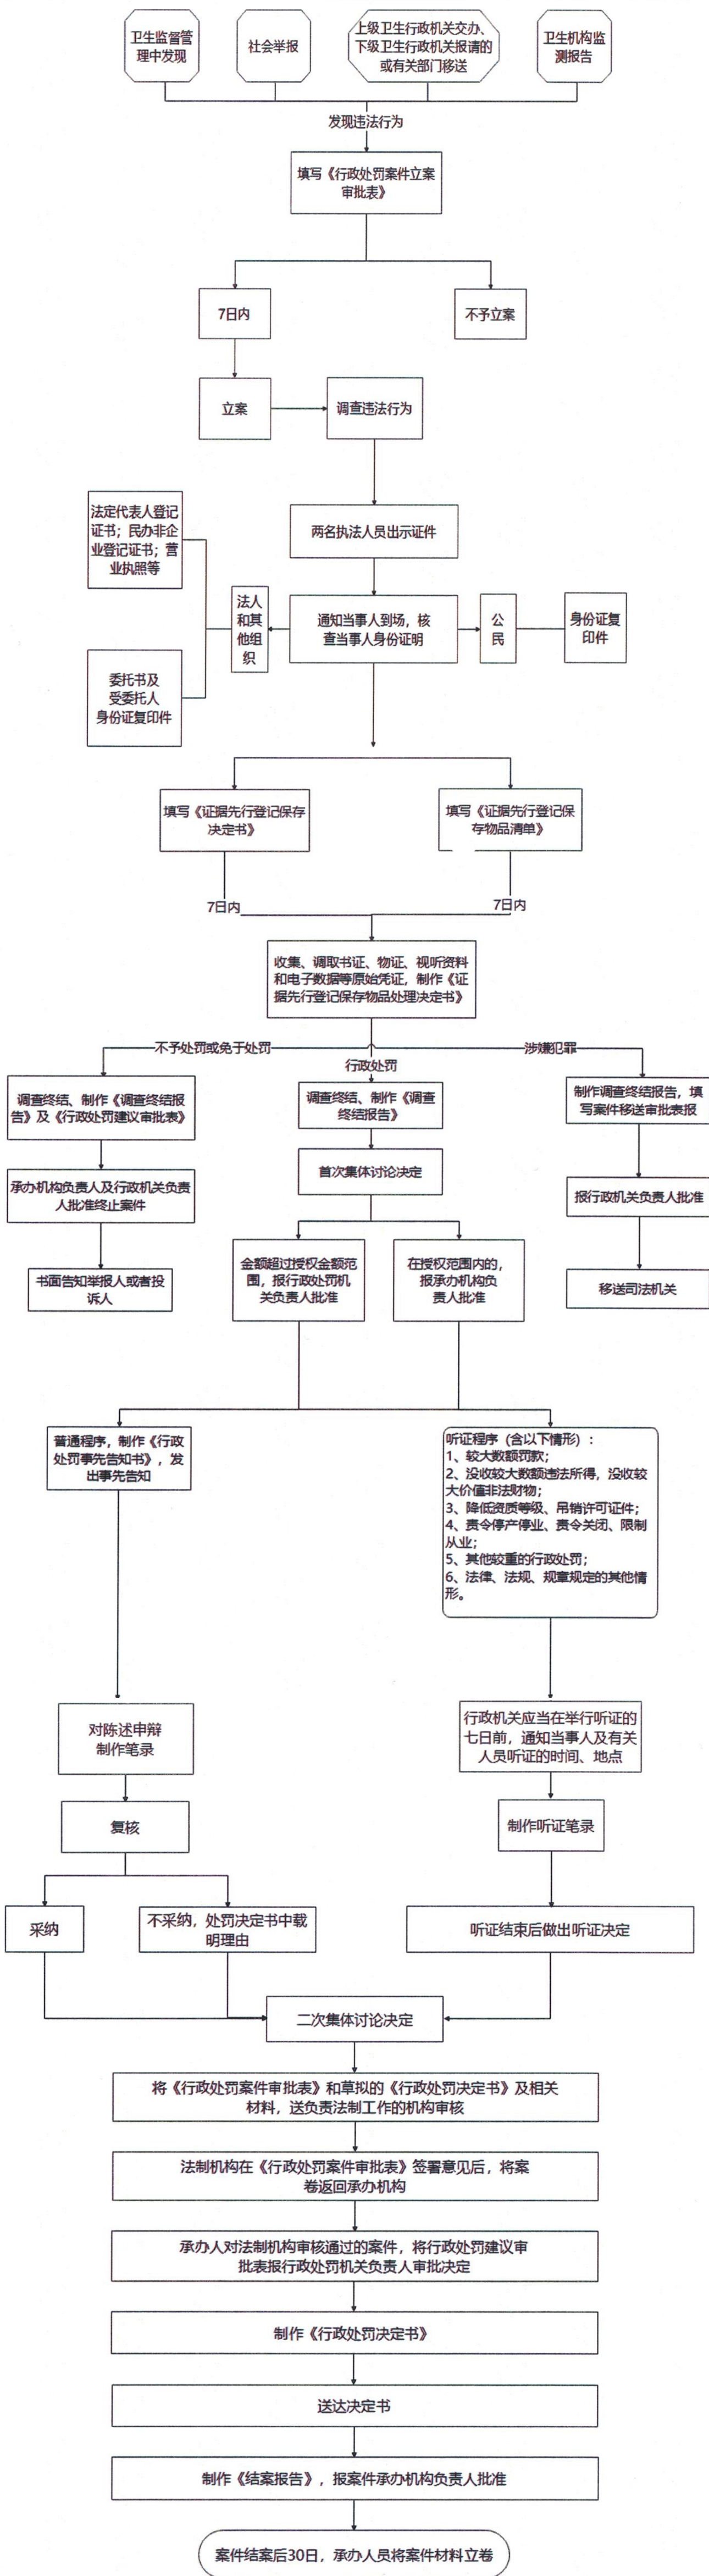 卫生监督管
理中发现
社会举报
上级卫生行政机关交办、
下级卫生行政机关报请的
或有关部门移送
卫生机构监
测报告
发现违法行为
填写《行政处罚案件立案
审批表》
7日内
不予立案
立案
调查违法行为
法定代表人登记
证书；民办非企
业登记证书；营
业执照等
两名执法人员出示证件
法人
和其
他组
织
通知当事人到场，核
查当事人身份证明
公
民
身份证复
印件
委托书及
受委托人
身份证复印件
填写《证据先行登记保存
决定书》
填写《证据先行登记保
存物品清单》
7日内
7日内
收集、调取书证、物证、视听资料
和电子数据等原始凭证，制作《证
据先行登记保存物品处理决定书》
不予处罚或免于处罚
行政处罚
涉嫌犯罪
调查终结、制作《调查终结报
告》及《行政处罚建议审批表》
调查终结、制作《调查
终结报告》
制作调查终结报告，填
写案件移送审批表报
承办机构负责人及行政机关负责
人批准终止案件
首次集体讨论决定
报行政机关负责人批准
书面告知举报人或者投
诉人
金额超过授权金额范
围，报行政处罚机
关负责人批准
在授权范围内的，
报承办机构负
责人批准
移送司法机关
普通程序，制作《行政
处罚事先告知书》，发
出事先告知
听证程序（含以下情形）：
1、较大数额罚款；
2、没收较大数额违法所得，没收较
大价值非法财物；
3、降低资质等级、吊销许可证件；
4、责令停产停业、责令关闭、限制
从业；
5、其他较重的行政处罚；
6、法律、法规、规章规定的其他情
形。
对陈述申辩
制作笔录
行政机关应当在举行听证的
七日前，通知当事人及有关
人员听证的时间、地点
复核
制作听证笔录
采纳
不采纳，处罚决定书中载
明理由
听证结束后做出听证决定
二次集体讨论决定
将《行政处罚案件审批表》和草拟的《行政处罚决定书》及相关
材料，送负责法制工作的机构审核
法制机构在《行政处罚案件审批表》签署意见后，将案
卷返回承办机构
承办人对法制机构审核通过的案件，将行政处罚建议审
批表报行政处罚机关负责人审批决定
制作《行政处罚决定书》
送达决定书
制作《结案报告》，报案件承办机构负责人批准
案件结案后30日，承办人员将案件材料立卷